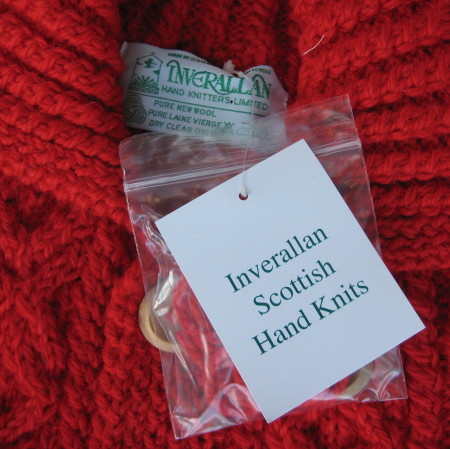 INVERALLAN
HAND KNITTERS LIMITED
PURE NEW WOOL
PURE LAINE VIERGE
DRY CLEAN
Inverallan
Scottish
Hand Knits